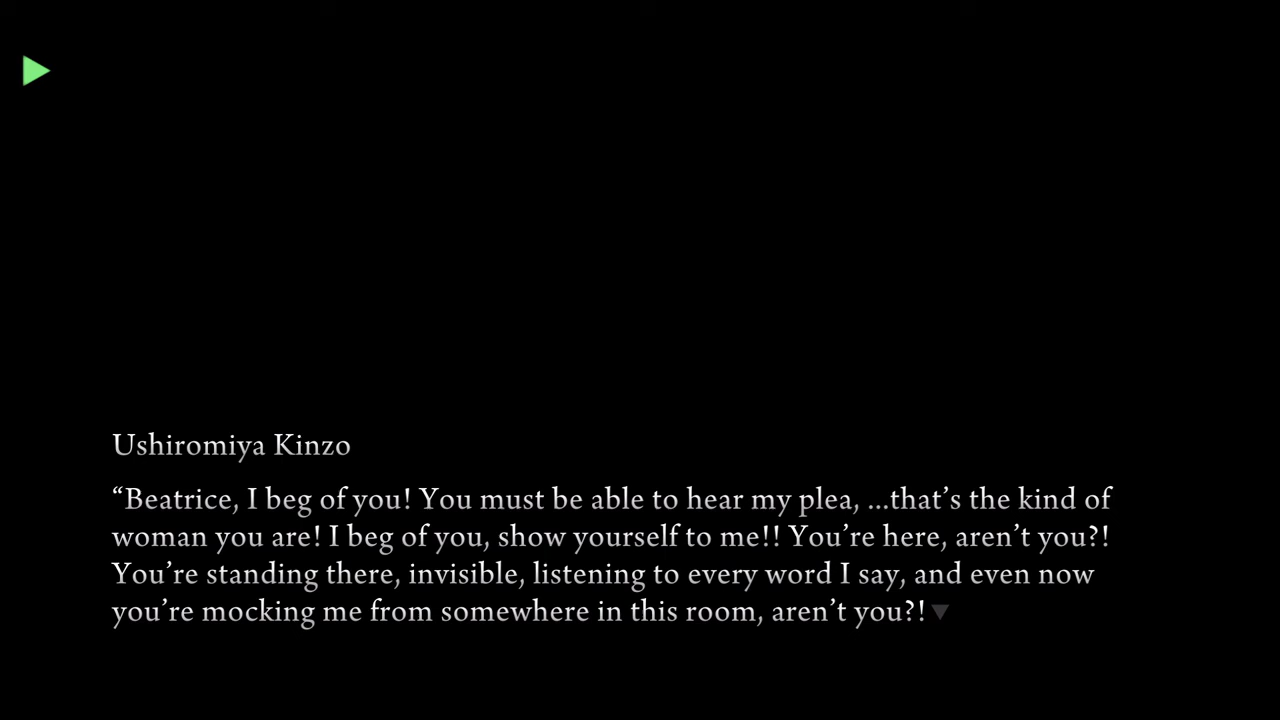 Ushiromiya Kinzo
“Beatrice, I beg of you! You must be able to hear my plea, ...that’s the kind of
woman you are! I beg of you, show yourself to me!! You’re here, aren’t you?!
You’re standing there, invisible, listening to every word I say, and even now
you’re mocking me from somewhere in this room, aren’t you?!